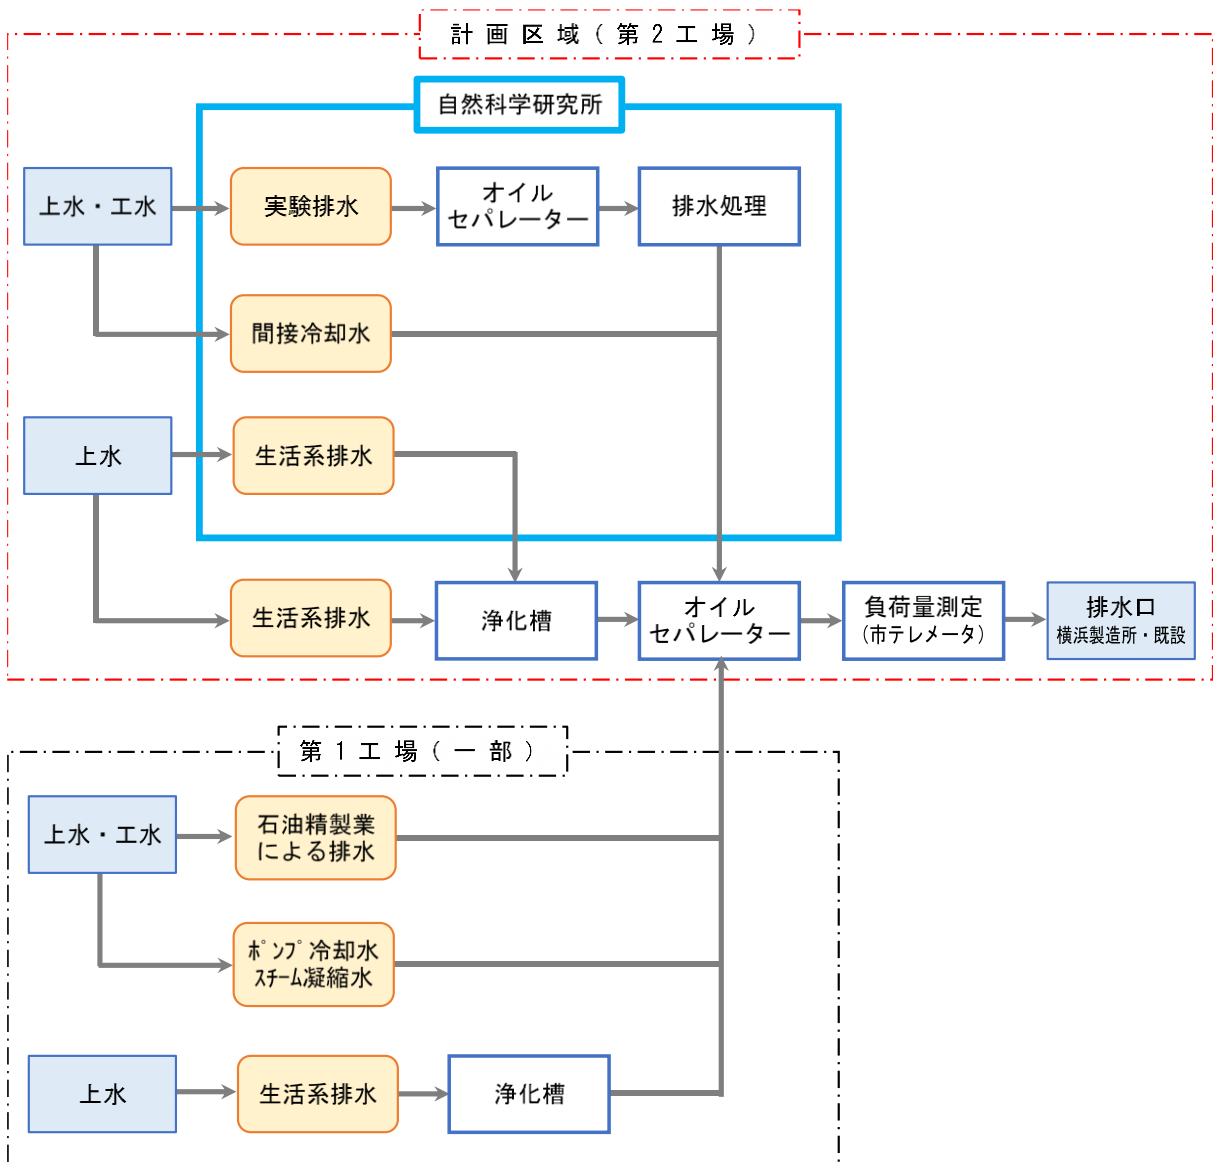 計画区域(第2工場)
自然科学研究所
上水・工水
実験排水
オイル
セパレーター
排水処理
間接冷却水
上水
生活系排水
生活系排水
浄化槽
オイル
セパレーター
負荷量測定
(市テレメータ)
排水口
横浜製造所・既設
第1工場(一部)
上水・工水
石油精製業
による排水
ﾎﾟﾝﾌﾟ冷却水
ｽﾁｰﾑ凝縮水
上水
生活系排水
浄化槽